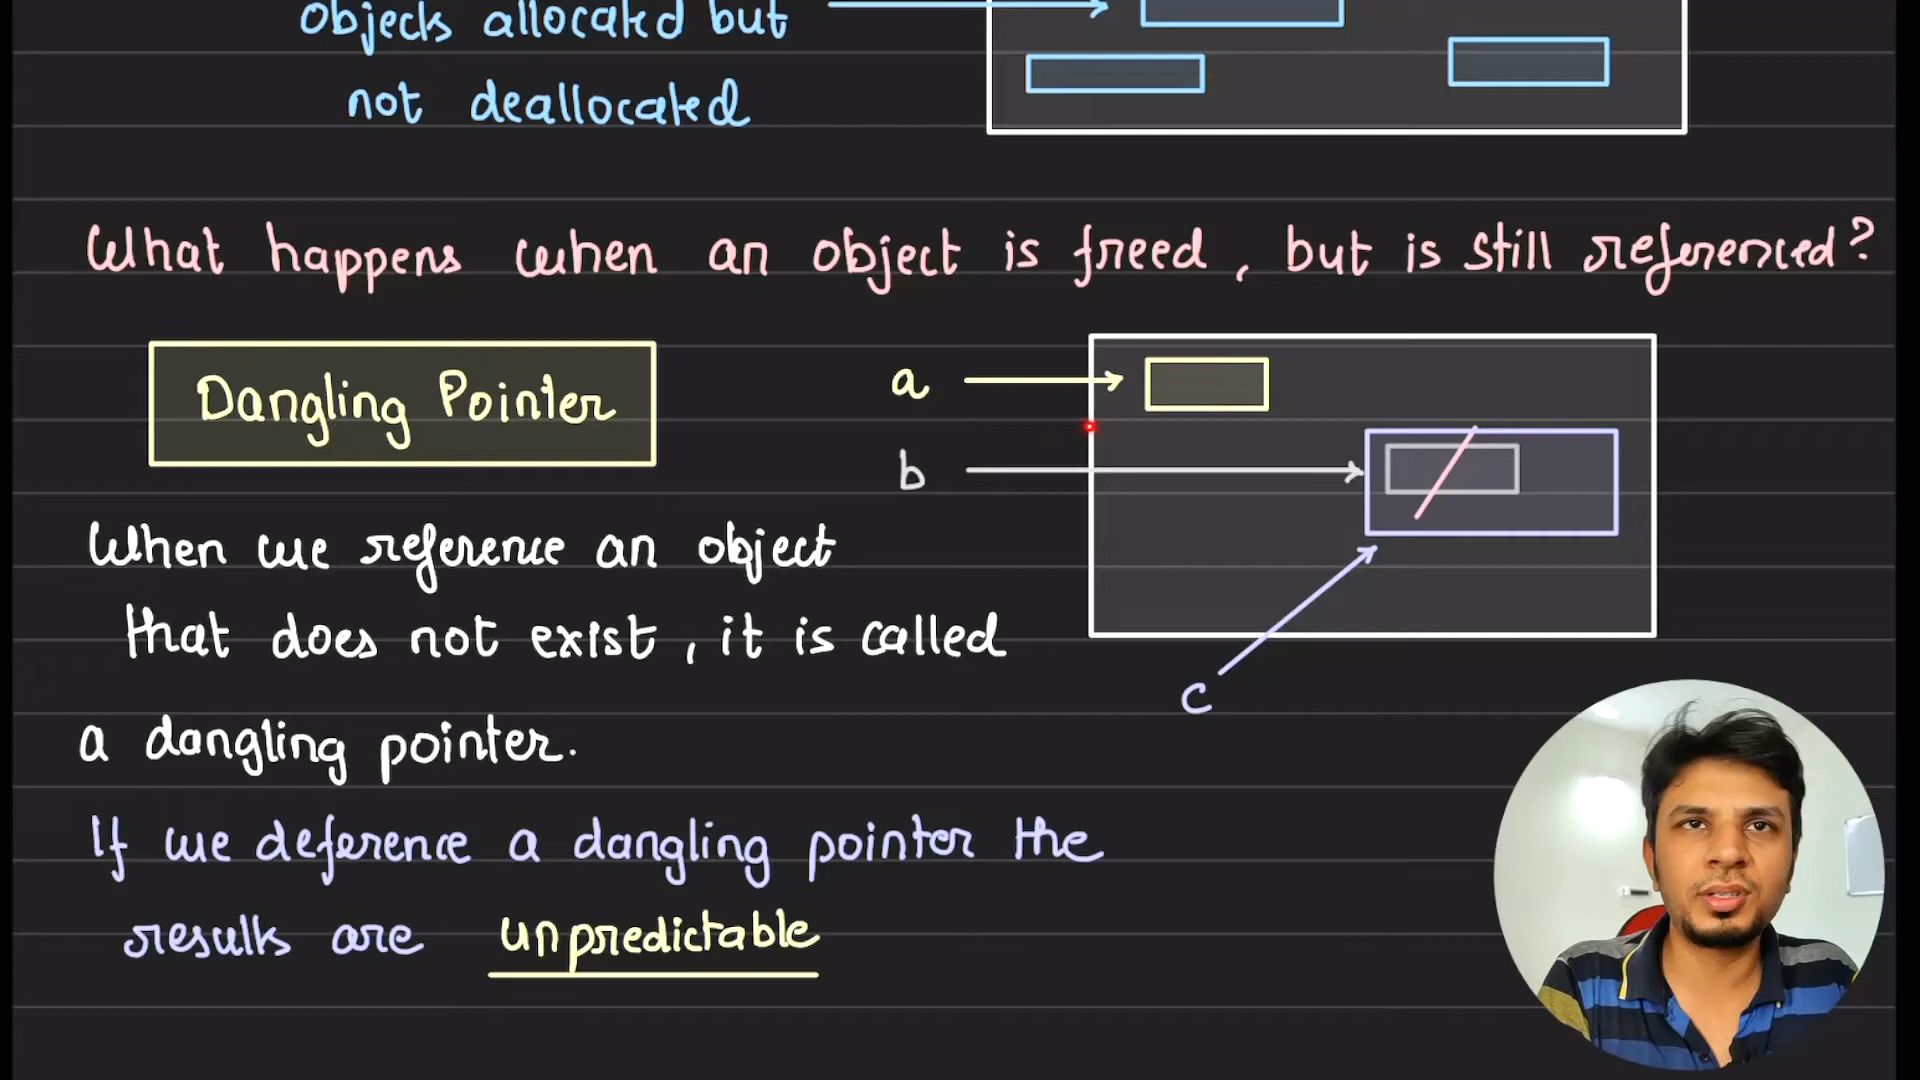 objects allocated but
not deallocated
What happens when an object is freed, but is still referenced?
Dangling Pointer
a
b
When we reference an object
that does not exist, it is called
c
a dangling pointer.
If we deference a dangling pointer the
results are unpredictable